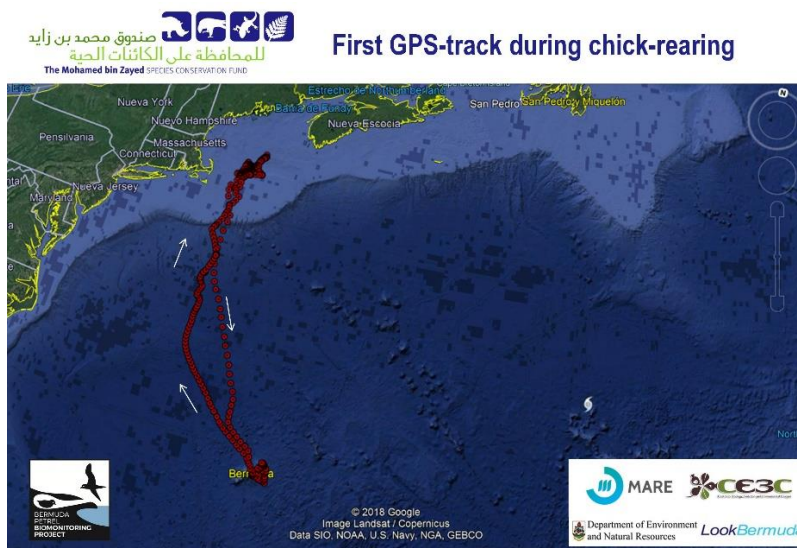 صندوق محمد بن زايد
للمحافظة على الكائنات الحية
The Mohamed bin Zayed SPECIES CONSERVATION FUND
First GPS-track during chick-rearing
Estrecho de Northumberland
Nueva York
Bahía de Fundy
San Pedro
San Pedro y Miquelón
Nuevo Hampshire
Nueva Escocia
Pensilvania
Massachusetts
Connecticut
Nueva Jersey
Maryland
N
North
BERMUDA
PETREL
BIOMONITORING
PROJECT
© 2018 Google
Image Landsat / Copernicus
Data SIO, NOAA, U.S. Navy, NGA, GEBCO
MARE
CE3C
Department of Environment
and Natural Resources
LookBermuda